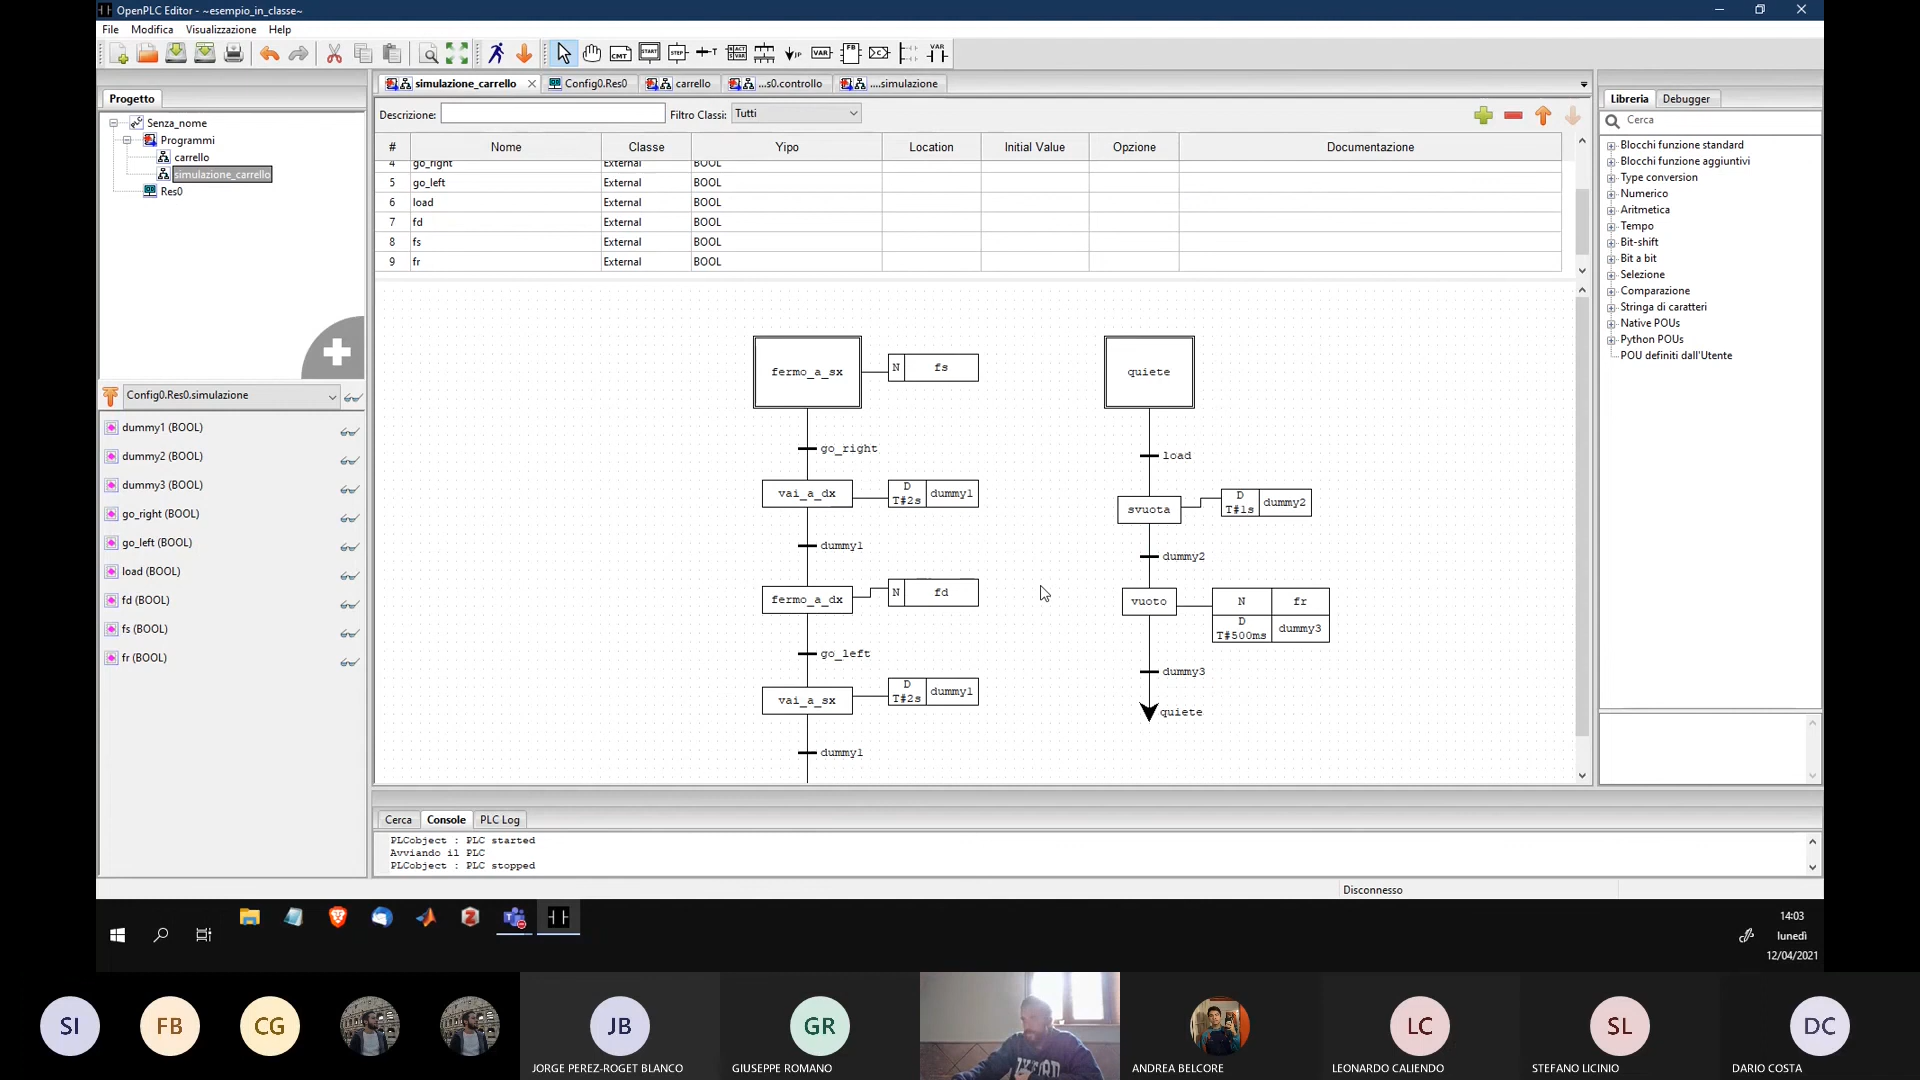 OpenPLC Editor - ~esempio_in_classe~
File Modifica Visualizzazione Help
CMT START STEP VAR FB VAR
Progetto
Senza_nome
Programmi
carrello
simulazione_carrello
Res0
Config0.Res0.simulazione
dummy1 (BOOL)
dummy2 (BOOL)
dummy3 (BOOL)
go_right (BOOL)
go_left (BOOL)
load (BOOL)
fd (BOOL)
fs (BOOL)
fr (BOOL)
simulazione_carrello Config0.Res0 carrello ...s0.controllo ....simulazione
Descrizione: Filtro Classi: Tutti
# Nome Classe Yipo Location Initial Value Opzione Documentazione
4 go_right External BOOL
5 go_left External BOOL
6 load External BOOL
7 fd External BOOL
8 fs External BOOL
9 fr External BOOL
fermo_a_sx N fs
go_right
vai_a_dx D T#2s dummy1
dummy1
fermo_a_dx N fd
go_left
vai_a_sx D T#2s dummy1
dummy1
quiete
load
svuota D T#1s dummy2
dummy2
vuoto N fr
D T#500ms dummy3
dummy3
quiete
Libreria Debugger
Cerca
Blocchi funzione standard
Blocchi funzione aggiuntivi
Type conversion
Numerico
Aritmetica
Tempo
Bit-shift
Bit a bit
Selezione
Comparazione
Stringa di caratteri
Native POUs
Python POUs
POU definiti dall'Utente
Cerca Console PLC Log
PLCobject : PLC started
Avviando il PLC
PLCobject : PLC stopped
Disconnesso
14:03
lunedì
12/04/2021
SI FB CG JB GR LC SL DC
JORGE PEREZ-ROGET BLANCO GIUSEPPE ROMANO ANDREA BELCORE LEONARDO CALIENDO STEFANO LICINIO DARIO COSTA